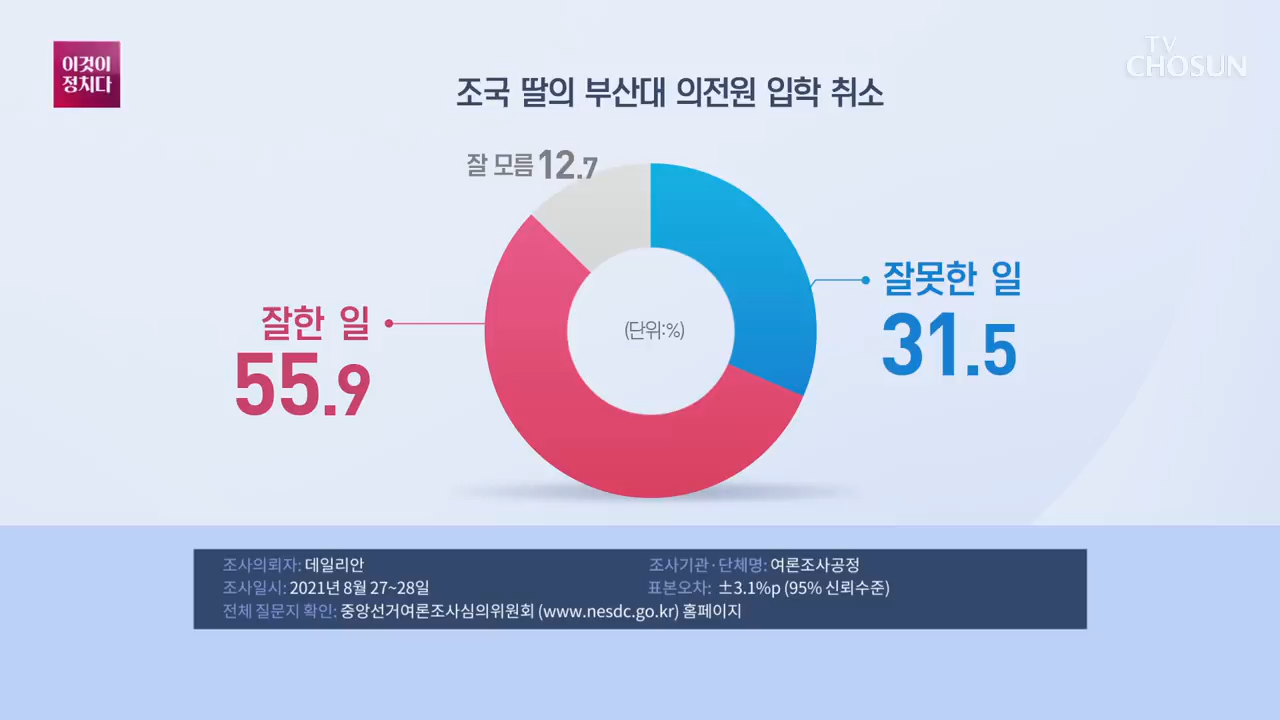 이것이
정치다
TV
CHOSUN
조국 딸의 부산대 의전원 입학 취소
잘 모름 12.7
잘못한 일
31.5
잘한 일
55.9
(단위:%)
조사의뢰자: 데일리안
조사기관·단체명: 여론조사공정
조사일시: 2021년 8월 27~28일
표본오차: ±3.1%p (95% 신뢰수준)
전체 질문지 확인: 중앙선거여론조사심의위원회 (www.nesdc.go.kr) 홈페이지